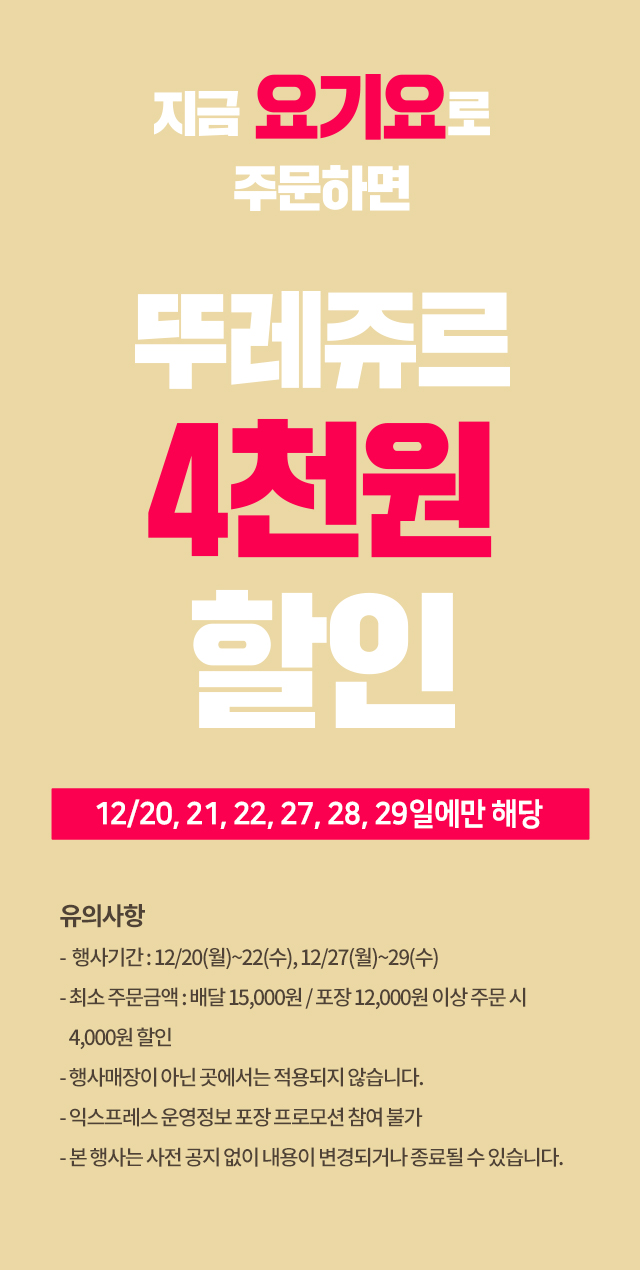 지금 요기요로
주문하면
뚜레쥬르
4천원
할인
12/20, 21, 22, 27, 28, 29일에만 해당
유의사항
- 행사기간 : 12/20(월)~22(수), 12/27(월)~29(수)
- 최소 주문금액 : 배달 15,000원 / 포장 12,000원 이상 주문 시
4,000원 할인
- 행사매장이 아닌 곳에서는 적용되지 않습니다.
- 익스프레스 운영정보 포장 프로모션 참여 불가
- 본 행사는 사전 공지 없이 내용이 변경되거나 종료될 수 있습니다.